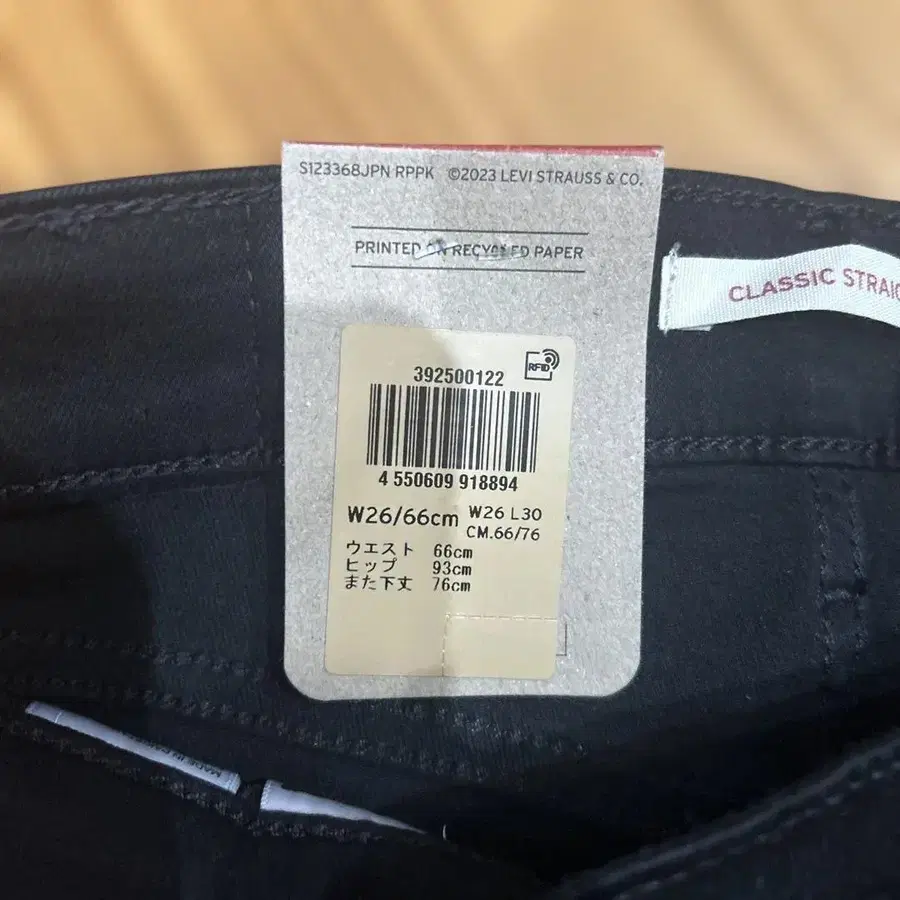 S123368JPN RPPK ©2023 LEVI STRAUSS & CO.
PRINTED ON RECYCLED PAPER
CLASSIC STRAIG
RFID
392500122
4 550609 918894
W26/66cm W26 L30
CM.66/76
ウエスト 66cm
ヒップ 93cm
また下丈 76cm
MADE IN